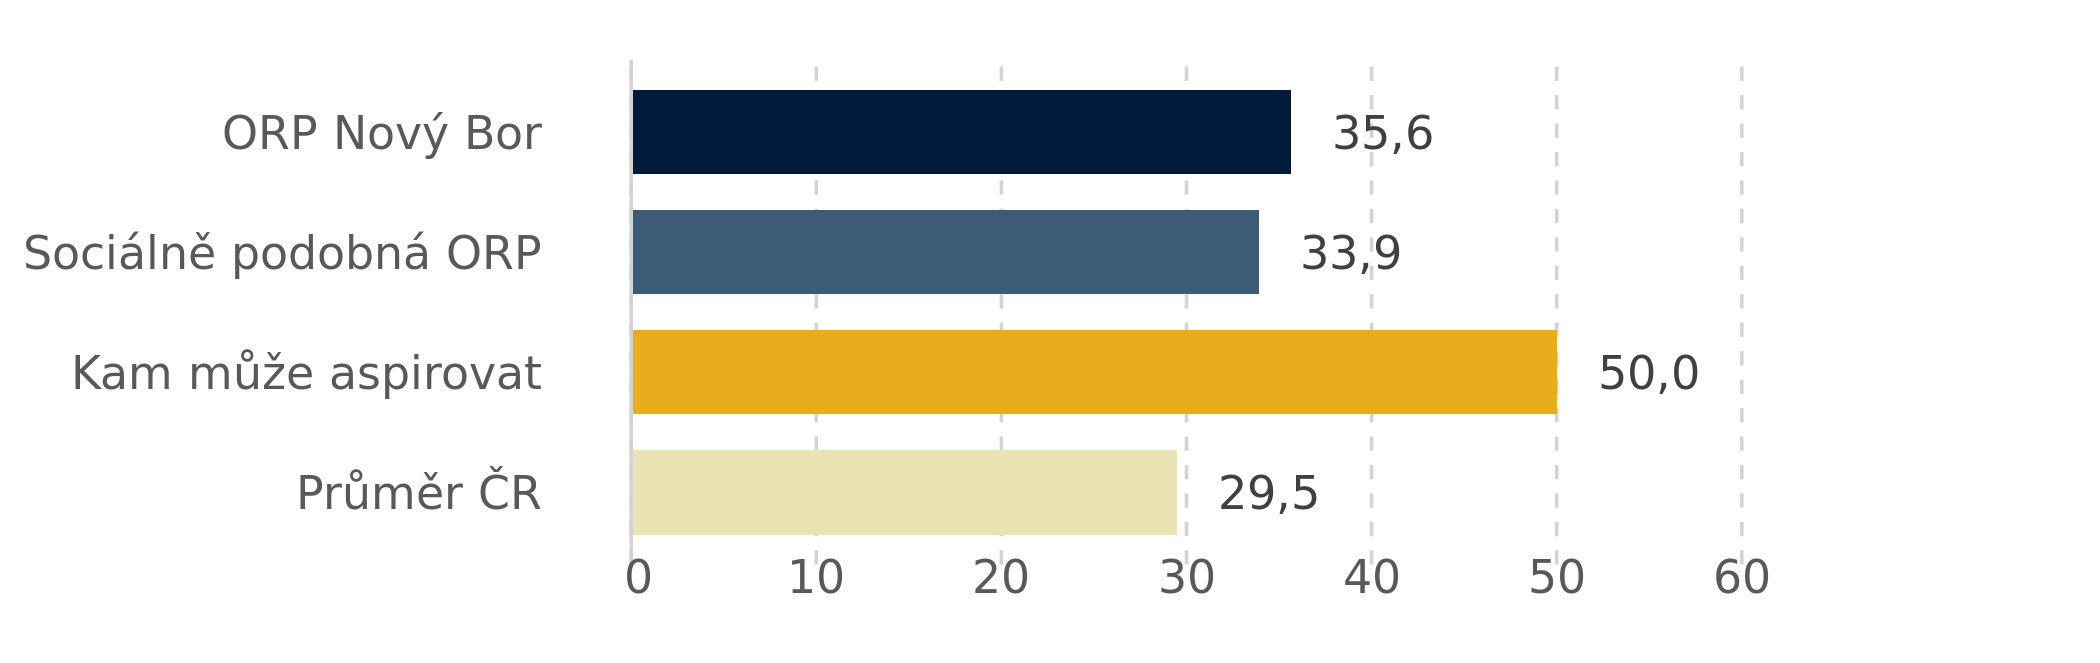 ORP Nový Bor 35,6
Sociálně podobná ORP 33,9
Kam může aspirovat 50,0
Průměr ČR 29,5
0 10 20 30 40 50 60